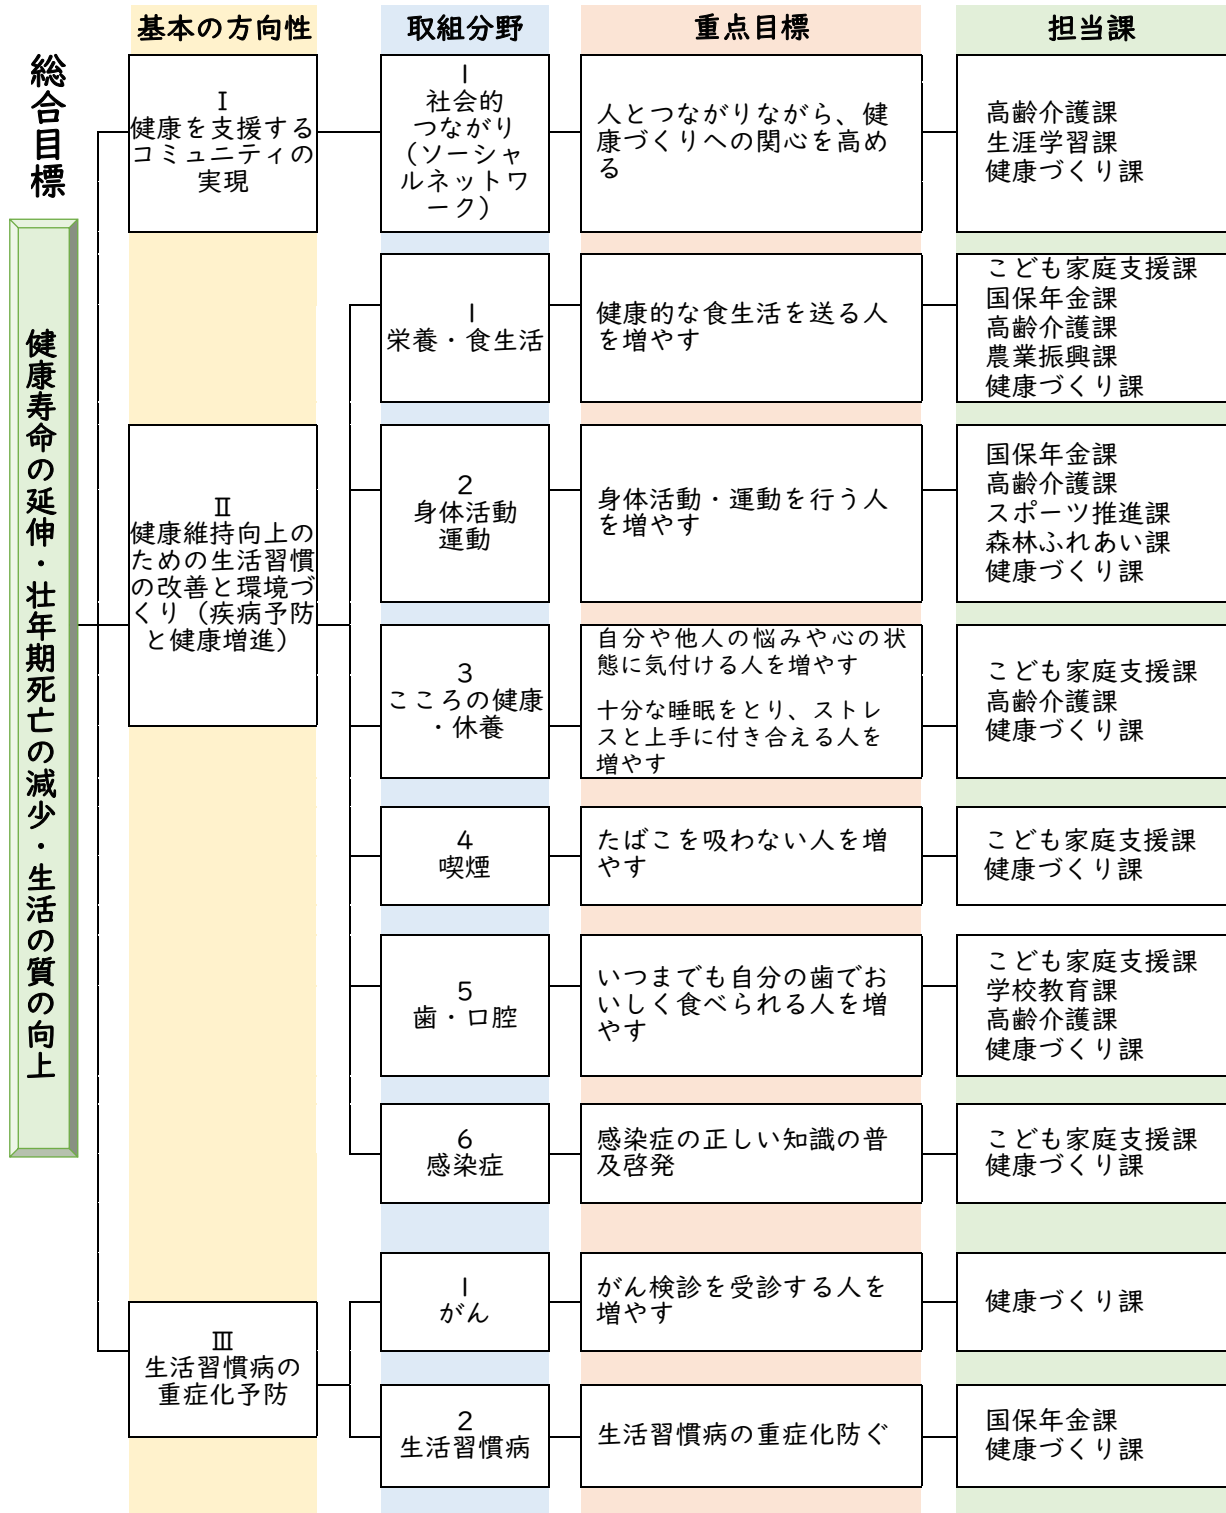 基本の方向性
取組分野
重点目標
担当課
総合目標
健康寿命の延伸・壮年期死亡の減少・生活の質の向上
Ⅰ
健康を支援する
コミュニティの
実現
1
社会的
つながり
（ソーシャ
ルネットワ
ーク）
人とつながりながら、健
康づくりへの関心を高め
る
高齢介護課
生涯学習課
健康づくり課
Ⅱ
健康維持向上の
ための生活習慣
の改善と環境づ
くり（疾病予防
と健康増進）
1
栄養・食生活
健康的な食生活を送る人
を増やす
こども家庭支援課
国保年金課
高齢介護課
農業振興課
健康づくり課
2
身体活動
運動
身体活動・運動を行う人
を増やす
国保年金課
高齢介護課
スポーツ推進課
森林ふれあい課
健康づくり課
3
こころの健康
・休養
自分や他人の悩みや心の状
態に気付ける人を増やす
十分な睡眠をとり、ストレ
スと上手に付き合える人を
増やす
こども家庭支援課
高齢介護課
健康づくり課
4
喫煙
たばこを吸わない人を増
やす
こども家庭支援課
健康づくり課
5
歯・口腔
いつまでも自分の歯でお
いしく食べられる人を増
やす
こども家庭支援課
学校教育課
高齢介護課
健康づくり課
6
感染症
感染症の正しい知識の普
及啓発
こども家庭支援課
健康づくり課
Ⅲ
生活習慣病の
重症化予防
1
がん
がん検診を受診する人を
増やす
健康づくり課
2
生活習慣病
生活習慣病の重症化防ぐ
国保年金課
健康づくり課